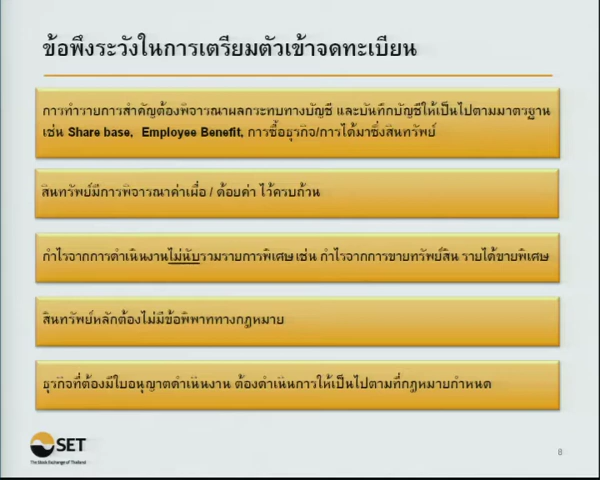 ข้อพึงระวังในการเตรียมตัวเข้าจดทะเบียน
การทำรายการสำคัญต้องพิจารณาผลกระทบทางบัญชี และบันทึกบัญชีให้เป็นไปตามมาตรฐาน
เช่น Share base, Employee Benefit, การซื้อธุรกิจ/การได้มาซึ่งสินทรัพย์
สินทรัพย์มีการพิจารณาค่าเผื่อ / ด้อยค่า ไว้ครบถ้วน
กำไรจากการดำเนินงานไม่นับรวมรายการพิเศษ เช่น กำไรจากการขายทรัพย์สิน รายได้ขายพิเศษ
สินทรัพย์หลักต้องไม่มีข้อพิพาททางกฎหมาย
ธุรกิจที่ต้องมีใบอนุญาตดำเนินงาน ต้องดำเนินการให้เป็นไปตามที่กฎหมายกำหนด
SET
The Stock Exchange of Thailand
8